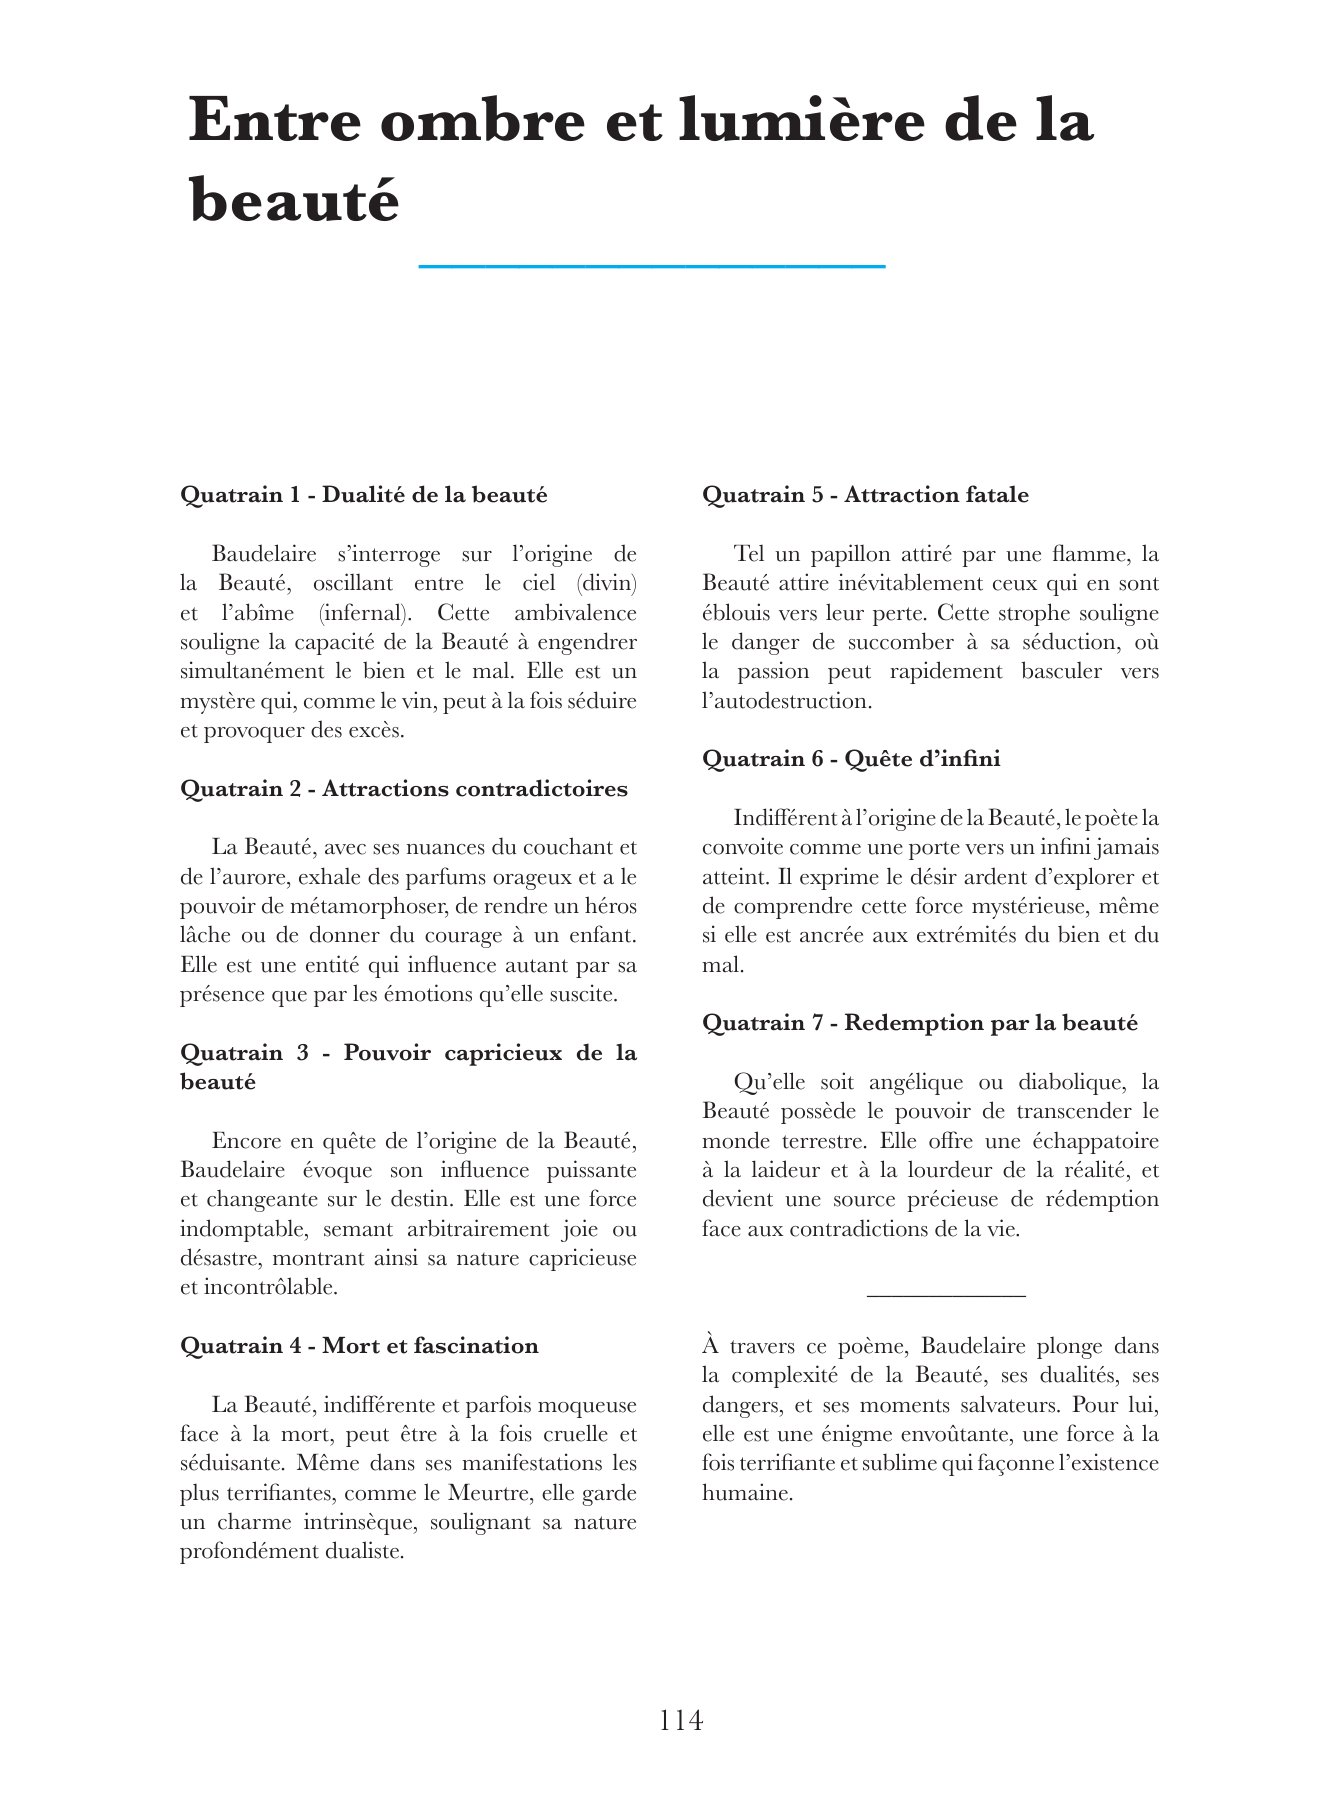 Entre ombre et lumière de la
beauté
Quatrain 1 - Dualité de la beauté
Baudelaire s’interroge sur l’origine de
la Beauté, oscillant entre le ciel (divin)
et l’abîme (infernal). Cette ambivalence
souligne la capacité de la Beauté à engendrer
simultanément le bien et le mal. Elle est un
mystère qui, comme le vin, peut à la fois séduire
et provoquer des excès.
Quatrain 2 - Attractions contradictoires
La Beauté, avec ses nuances du couchant et
de l’aurore, exhale des parfums orageux et a le
pouvoir de métamorphoser, de rendre un héros
lâche ou de donner du courage à un enfant.
Elle est une entité qui influence autant par sa
présence que par les émotions qu’elle suscite.
Quatrain 3 - Pouvoir capricieux de la
beauté
Encore en quête de l’origine de la Beauté,
Baudelaire évoque son influence puissante
et changeante sur le destin. Elle est une force
indomptable, semant arbitrairement joie ou
désastre, montrant ainsi sa nature capricieuse
et incontrôlable.
Quatrain 4 - Mort et fascination
La Beauté, indifférente et parfois moqueuse
face à la mort, peut être à la fois cruelle et
séduisante. Même dans ses manifestations les
plus terrifiantes, comme le Meurtre, elle garde
un charme intrinsèque, soulignant sa nature
profondément dualiste.
Quatrain 5 - Attraction fatale
Tel un papillon attiré par une flamme, la
Beauté attire inévitablement ceux qui en sont
éblouis vers leur perte. Cette strophe souligne
le danger de succomber à sa séduction, où
la passion peut rapidement basculer vers
l’autodestruction.
Quatrain 6 - Quête d’infini
Indifférent à l’origine de la Beauté, le poète la
convoite comme une porte vers un infini jamais
atteint. Il exprime le désir ardent d’explorer et
de comprendre cette force mystérieuse, même
si elle est ancrée aux extrémités du bien et du
mal.
Quatrain 7 - Redemption par la beauté
Qu’elle soit angélique ou diabolique, la
Beauté possède le pouvoir de transcender le
monde terrestre. Elle offre une échappatoire
à la laideur et à la lourdeur de la réalité, et
devient une source précieuse de rédemption
face aux contradictions de la vie.
À travers ce poème, Baudelaire plonge dans
la complexité de la Beauté, ses dualités, ses
dangers, et ses moments salvateurs. Pour lui,
elle est une énigme envoûtante, une force à la
fois terrifiante et sublime qui façonne l’existence
humaine.
114